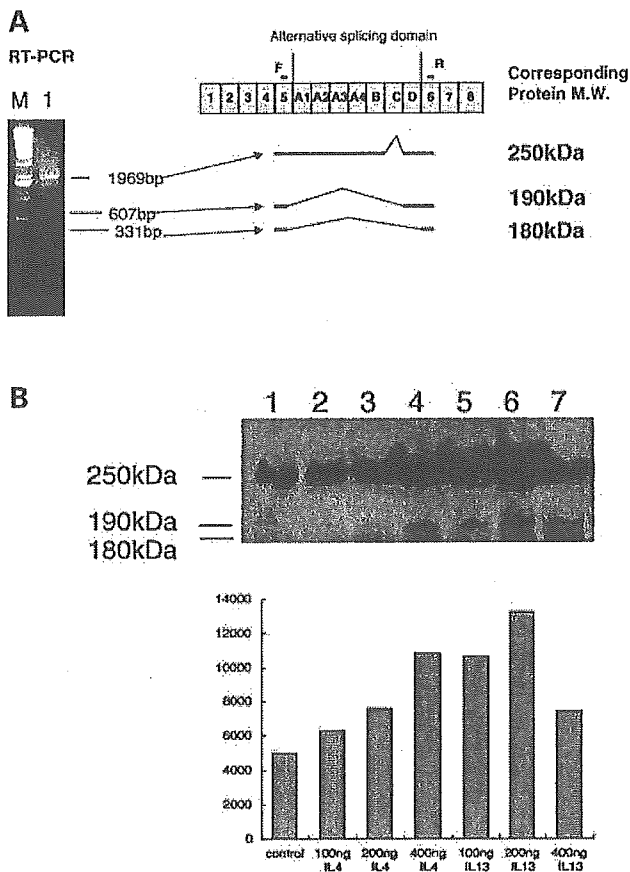 A
RT-PCR
M 1
Alternative splicing domain
F R
1 2 3 4 5 A1 A2 A3 A4 B C D 6 7 8
Corresponding
Protein M.W.
1969bp
250kDa
607bp
190kDa
331bp
180kDa
B
1 2 3 4 5 6 7
250kDa
190kDa
180kDa
14000
12000
10000
8000
6000
4000
2000
0
control 100ng 200ng 400ng 100ng 200ng 400ng
IL4 IL4 IL4 IL13 IL13 IL13